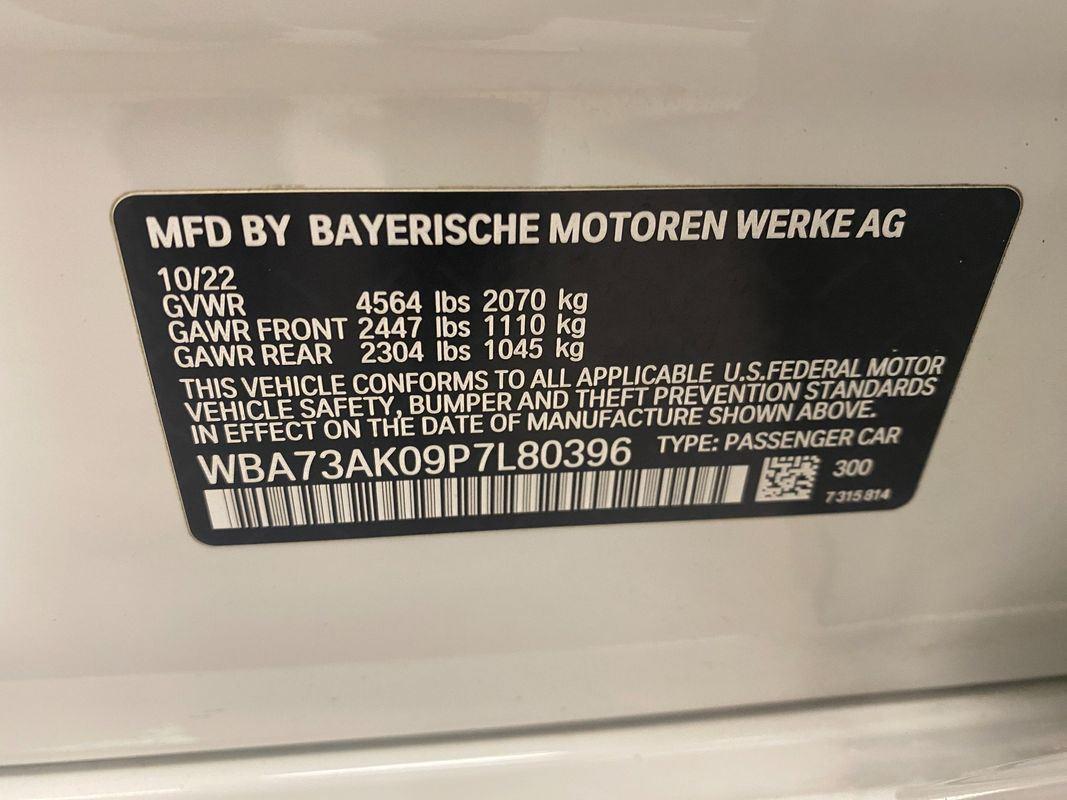 MFD BY BAYERISCHE MOTOREN WERKE AG
10/22
GVWR 4564 lbs 2070 kg
GAWR FRONT 2447 lbs 1110 kg
GAWR REAR 2304 lbs 1045 kg
THIS VEHICLE CONFORMS TO ALL APPLICABLE U.S.FEDERAL MOTOR
VEHICLE SAFETY, BUMPER AND THEFT PREVENTION STANDARDS
IN EFFECT ON THE DATE OF MANUFACTURE SHOWN ABOVE.
WBA73AK09P7L80396 TYPE: PASSENGER CAR
300
7315814